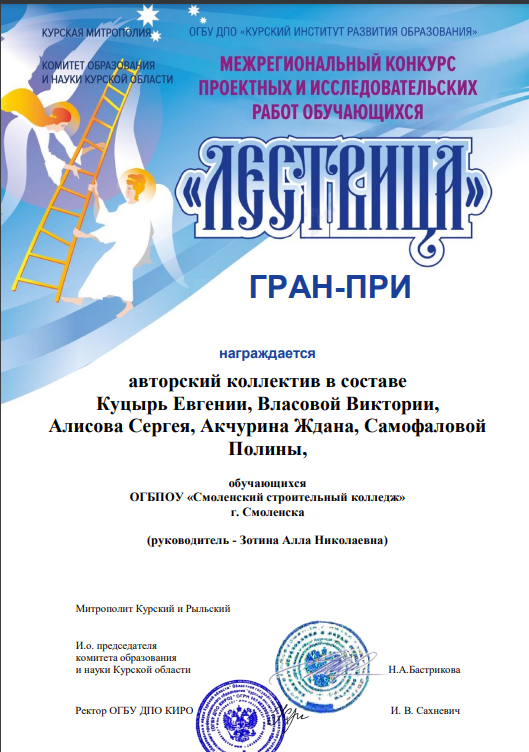 КУРСКАЯ МИТРОПОЛИЯ
ОГБУ ДПО «КУРСКИЙ ИНСТИТУТ РАЗВИТИЯ ОБРАЗОВАНИЯ»
КОМИТЕТ ОБРАЗОВАНИЯ
И НАУКИ КУРСКОЙ ОБЛАСТИ
МЕЖРЕГИОНАЛЬНЫЙ КОНКУРС
ПРОЕКТНЫХ И ИССЛЕДОВАТЕЛЬСКИХ
РАБОТ ОБУЧАЮЩИХСЯ
«ЛЕСТВИЦА»
ГРАН-ПРИ
награждается
авторский коллектив в составе
Куцырь Евгении, Власовой Виктории,
Алисова Сергея, Акчурина Ждана, Самофаловой
Полины,
обучающихся
ОГБПОУ «Смоленский строительный колледж»
г. Смоленска
(руководитель - Зотина Алла Николаевна)
Митрополит Курский и Рыльский
И.о. председателя
комитета образования
и науки Курской области
Н.А.Бастрикова
Ректор ОГБУ ДПО КИРО
И. В. Сахневич